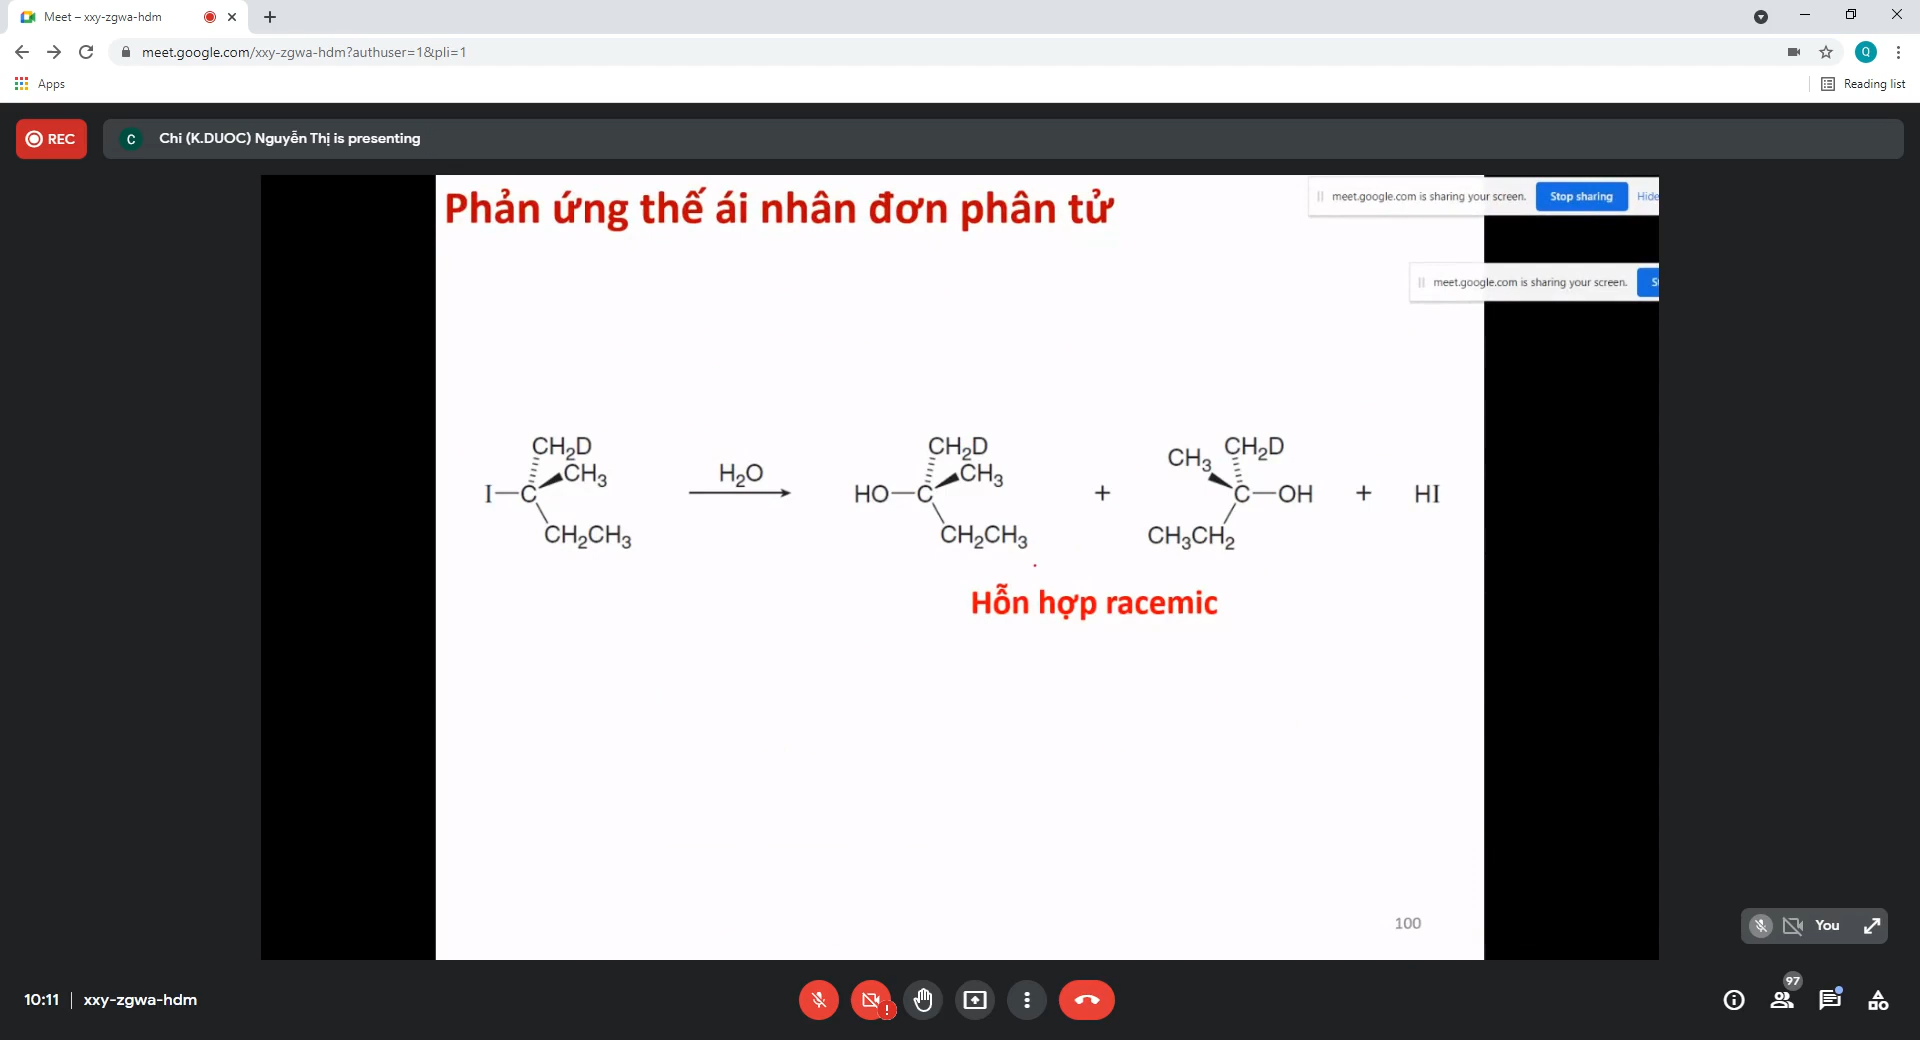 Meet – xxy-zgwa-hdm
meet.google.com/xxy-zgwa-hdm?authuser=1&pli=1
Q
Apps
Reading list
REC
C
Chi (K.DUOC) Nguyễn Thị is presenting
Phản ứng thế ái nhân đơn phân tử
meet.google.com is sharing your screen.
Stop sharing
Hide
meet.google.com is sharing your screen.
S
CH2D
CH3
I—C
CH2CH3
H2O
CH2D
CH3
HO—C
CH2CH3
+
CH3
CH2D
C—OH
CH3CH2
+
HI
Hỗn hợp racemic
100
You
10:11 | xxy-zgwa-hdm
97